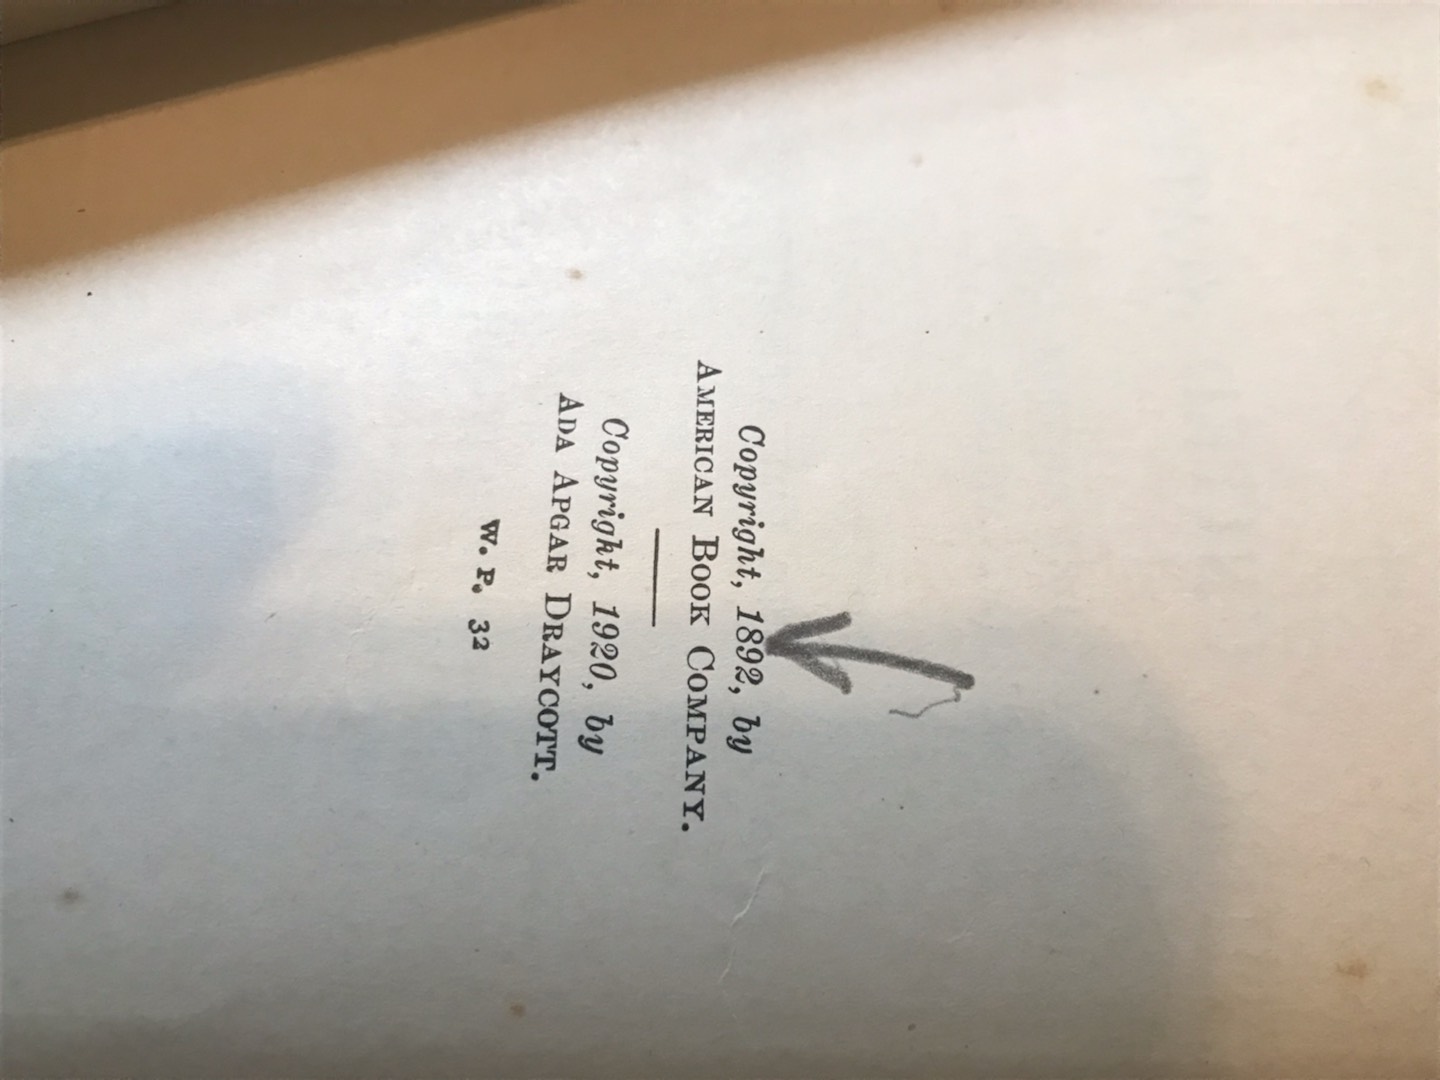 Copyright, 1892, by
AMERICAN BOOK COMPANY.
Copyright, 1920, by
ADA APGAR DRAYCOTT.
W. P. 32